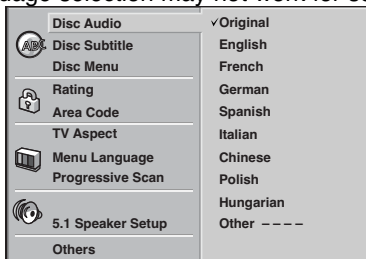 Disc Audio
Disc Subtitle
Disc Menu
Rating
Area Code
TV Aspect
Menu Language
Progressive Scan
5.1 Speaker Setup
Others
✓Original
English
French
German
Spanish
Italian
Chinese
Polish
Hungarian
Other – – – –
ABC